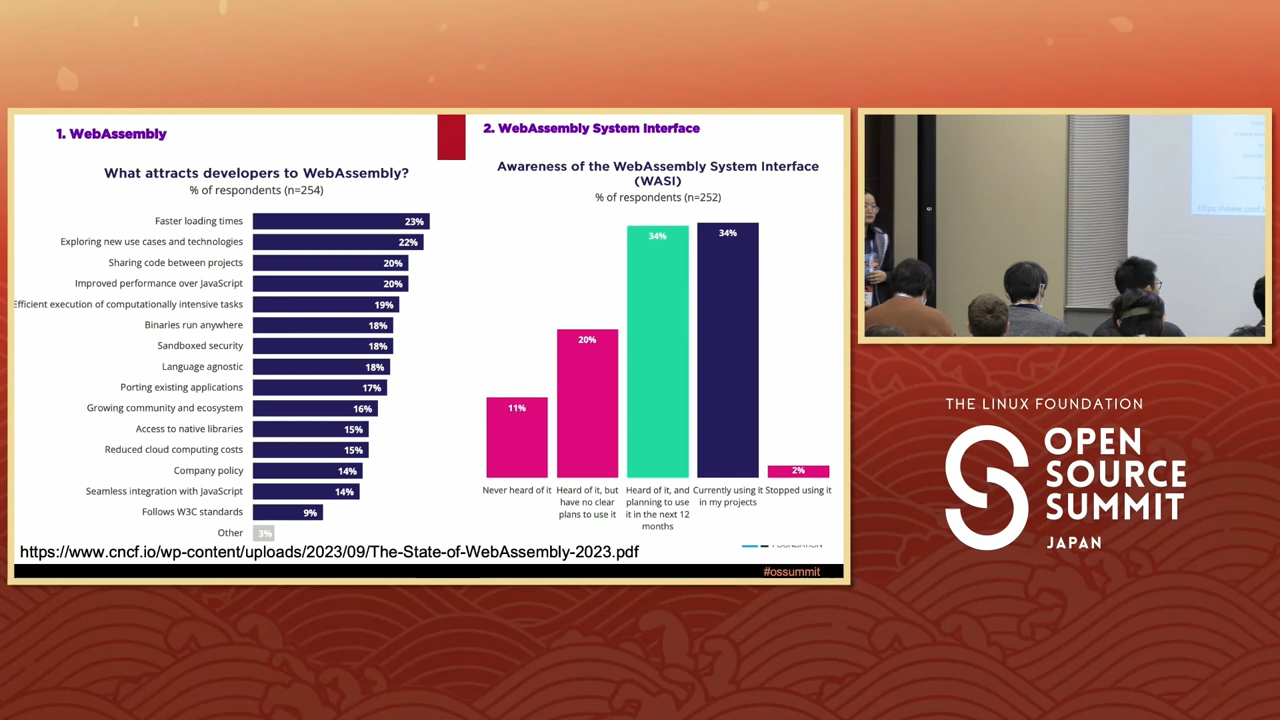 1. WebAssembly
What attracts developers to WebAssembly?
% of respondents (n=254)
Faster loading times 23%
Exploring new use cases and technologies 22%
Sharing code between projects 20%
Improved performance over JavaScript 20%
Efficient execution of computationally intensive tasks 19%
Binaries run anywhere 18%
Sandboxed security 18%
Language agnostic 18%
Porting existing applications 17%
Growing community and ecosystem 16%
Access to native libraries 15%
Reduced cloud computing costs 15%
Company policy 14%
Seamless integration with JavaScript 14%
Follows W3C standards 9%
Other 3%
https://www.cncf.io/wp-content/uploads/2023/09/The-State-of-WebAssembly-2023.pdf
2. WebAssembly System Interface
Awareness of the WebAssembly System Interface
(WASI)
% of respondents (n=252)
11%
20%
34%
34%
2%
Never heard of it
Heard of it, but
have no clear
plans to use it
Heard of it, and
planning to use
it in the next 12
months
Currently using it
in my projects
Stopped using it
#ossummit
https://www.cncf.i
THE LINUX FOUNDATION
OPEN
SOURCE
SUMMIT
JAPAN